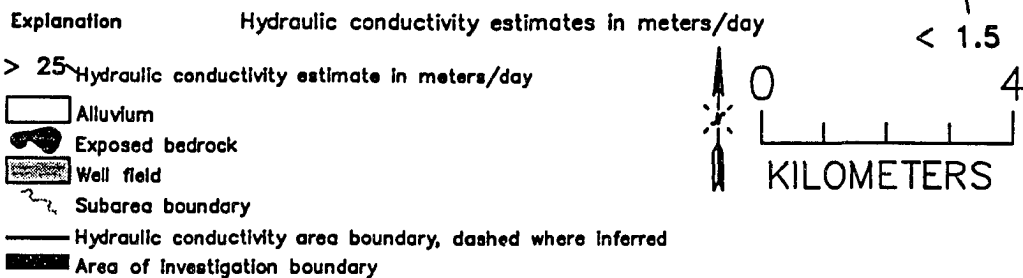 Explanation
Hydraulic conductivity estimates in meters/day
< 1.5
> 25 Hydraulic conductivity estimate in meters/day
0 4
Alluvium
Exposed bedrock
Well field
KILOMETERS
Subarea boundary
Hydraulic conductivity area boundary, dashed where inferred
Area of investigation boundary